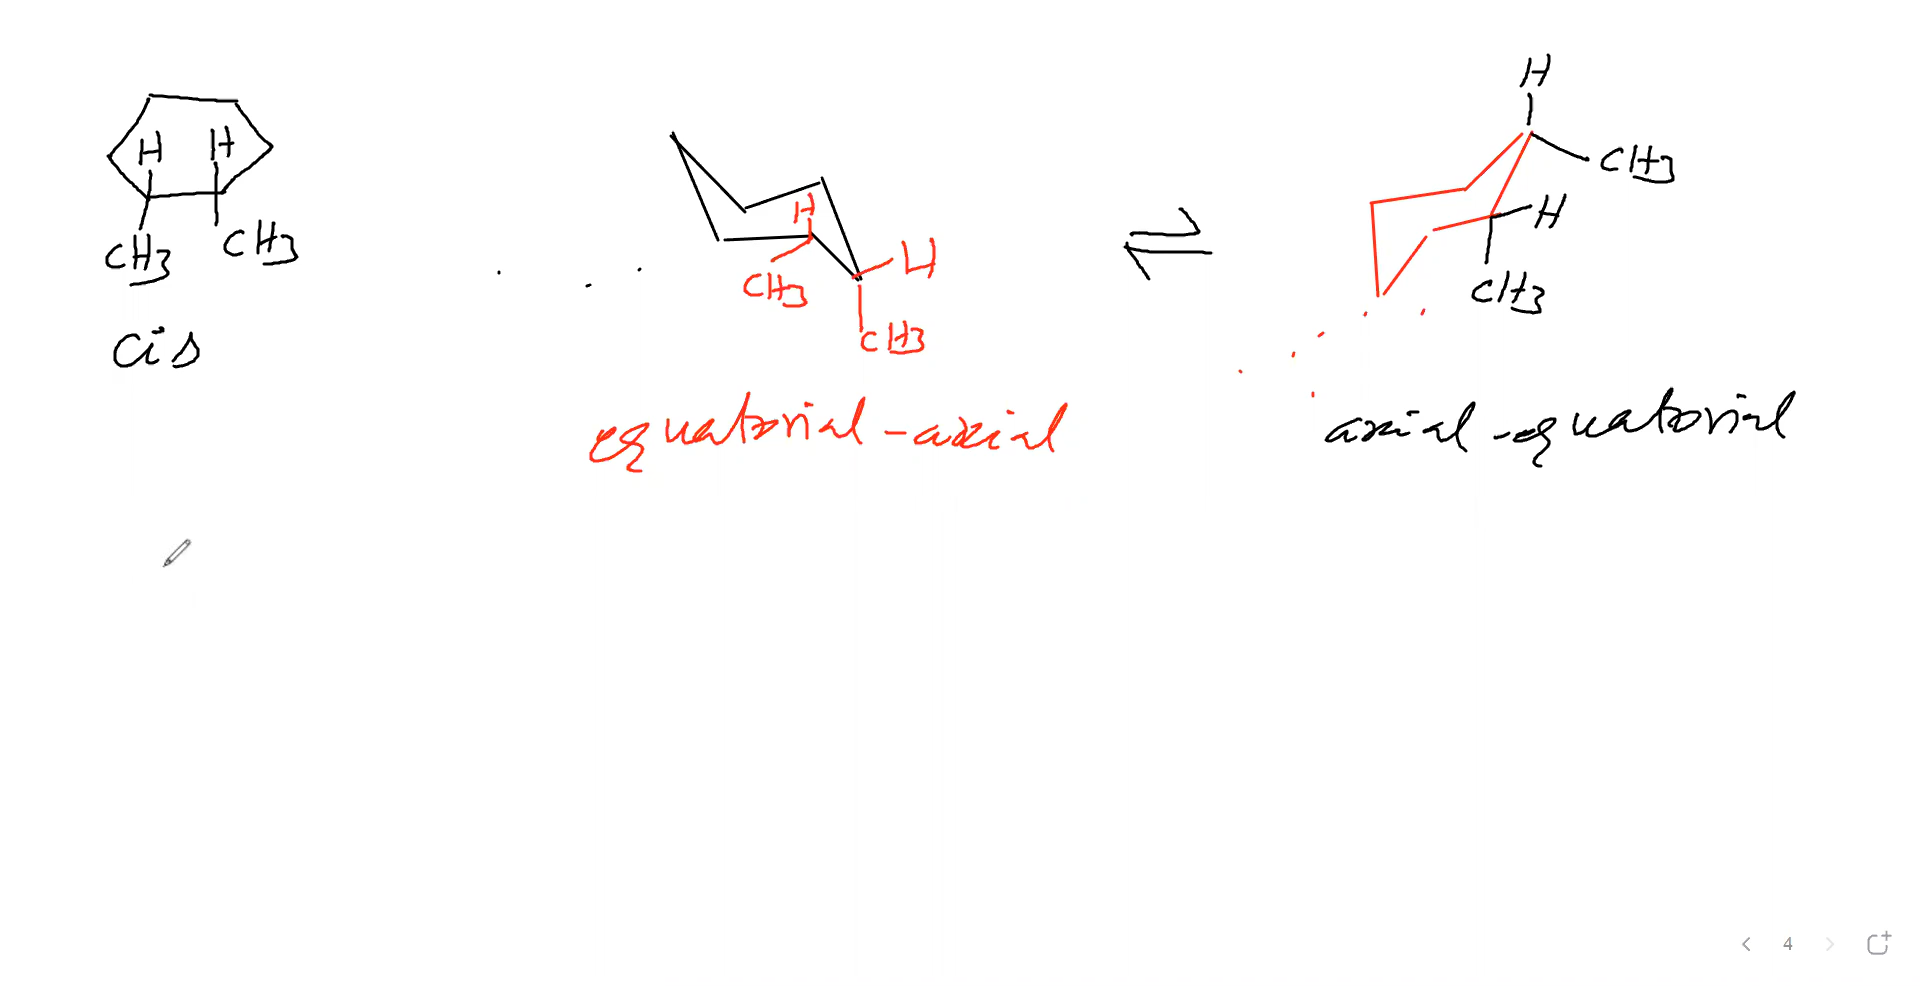 H H
CH3 CH3
cis
H
H
CH3
CH3
equatorial-axial
H
CH3
H
CH3
axial-equatorial
4